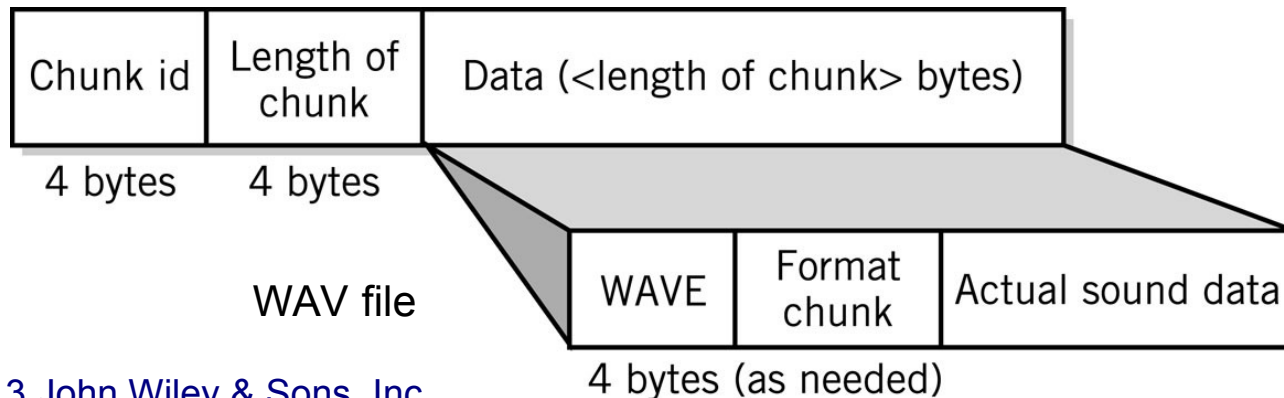 Chunk id
Length of
chunk
Data (<length of chunk> bytes)
4 bytes
4 bytes
WAV file
WAVE
Format
chunk
Actual sound data
4 bytes (as needed)
3 John Wiley & Sons, Inc